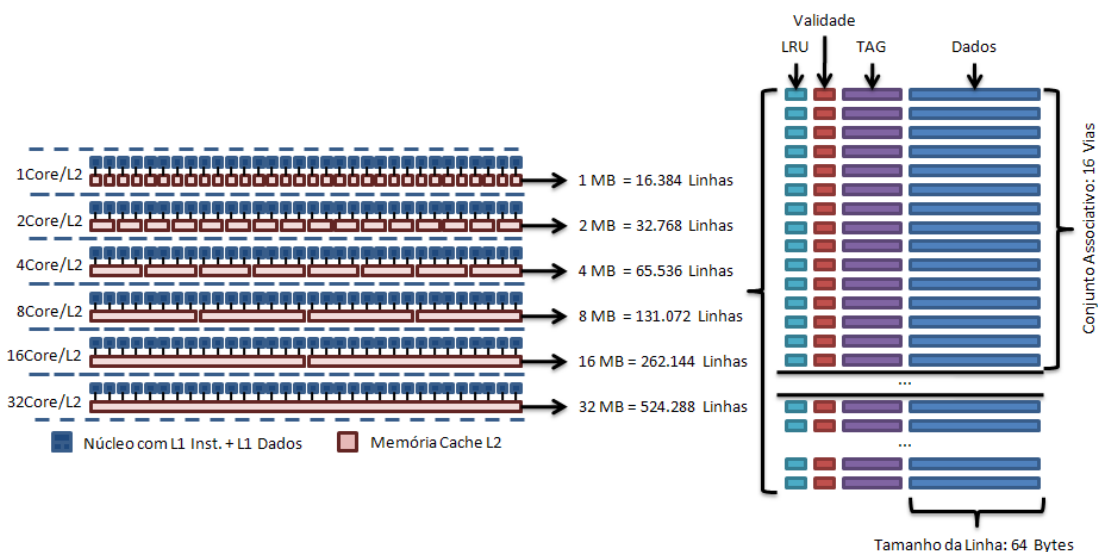 Validade
LRU
TAG
Dados
1Core/L2
1 MB = 16.384 Linhas
2Core/L2
2 MB = 32.768 Linhas
4Core/L2
4 MB = 65.536 Linhas
8Core/L2
8 MB = 131.072 Linhas
16Core/L2
16 MB = 262.144 Linhas
32Core/L2
32 MB = 524.288 Linhas
Núcleo com L1 Inst. + L1 Dados
Memória Cache L2
Conjunto Associativo: 16 Vias
...
...
Tamanho da Linha: 64 Bytes